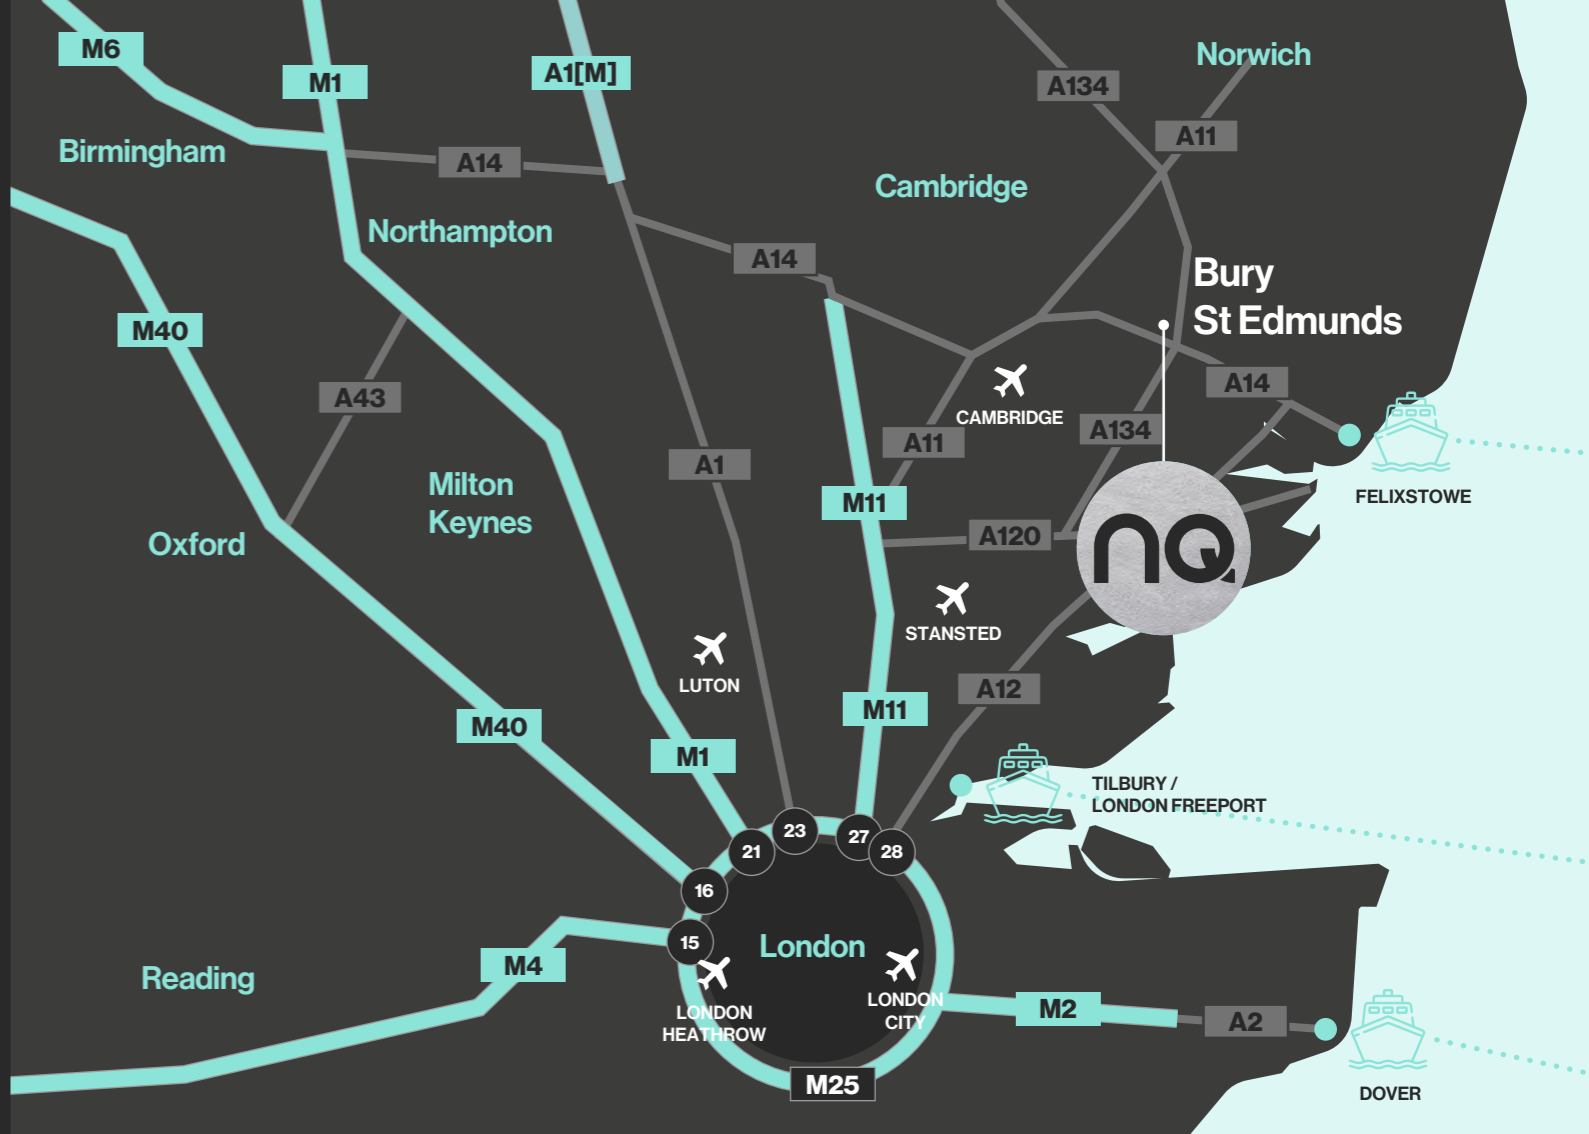 Norwich
M6
A1[M]
M1
A134
A11
Birmingham
A14
Cambridge
Northampton
A14
Bury
St Edmunds
M40
A14
A43
CAMBRIDGE
A134
A11
A1
Milton
Keynes
M11
FELIXSTOWE
A120
nQ
Oxford
STANSTED
LUTON
A12
M11
M40
M1
TILBURY /
LONDON FREEPORT
23
27
21
28
16
15
London
M4
Reading
LONDON
CITY
LONDON
HEATHROW
M2
A2
M25
DOVER